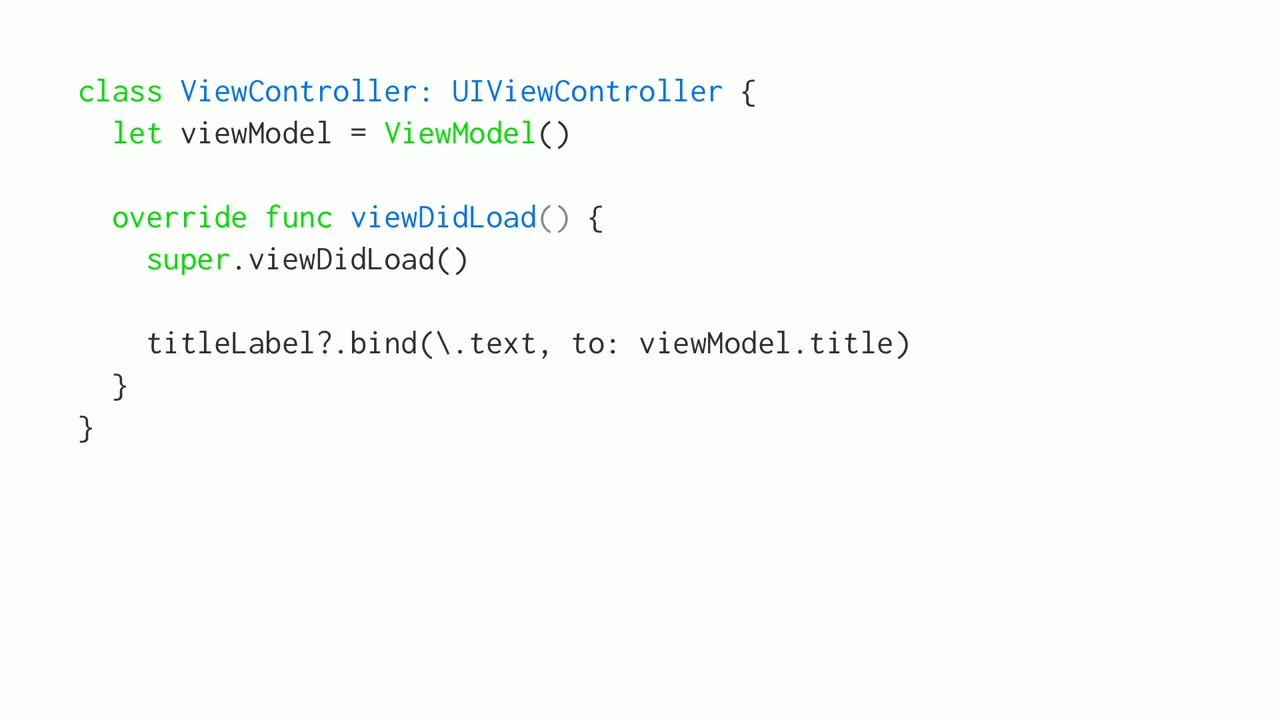 class ViewController: UIViewController {
  let viewModel = ViewModel()

  override func viewDidLoad() {
    super.viewDidLoad()

    titleLabel?.bind(\.text, to: viewModel.title)
  }
}